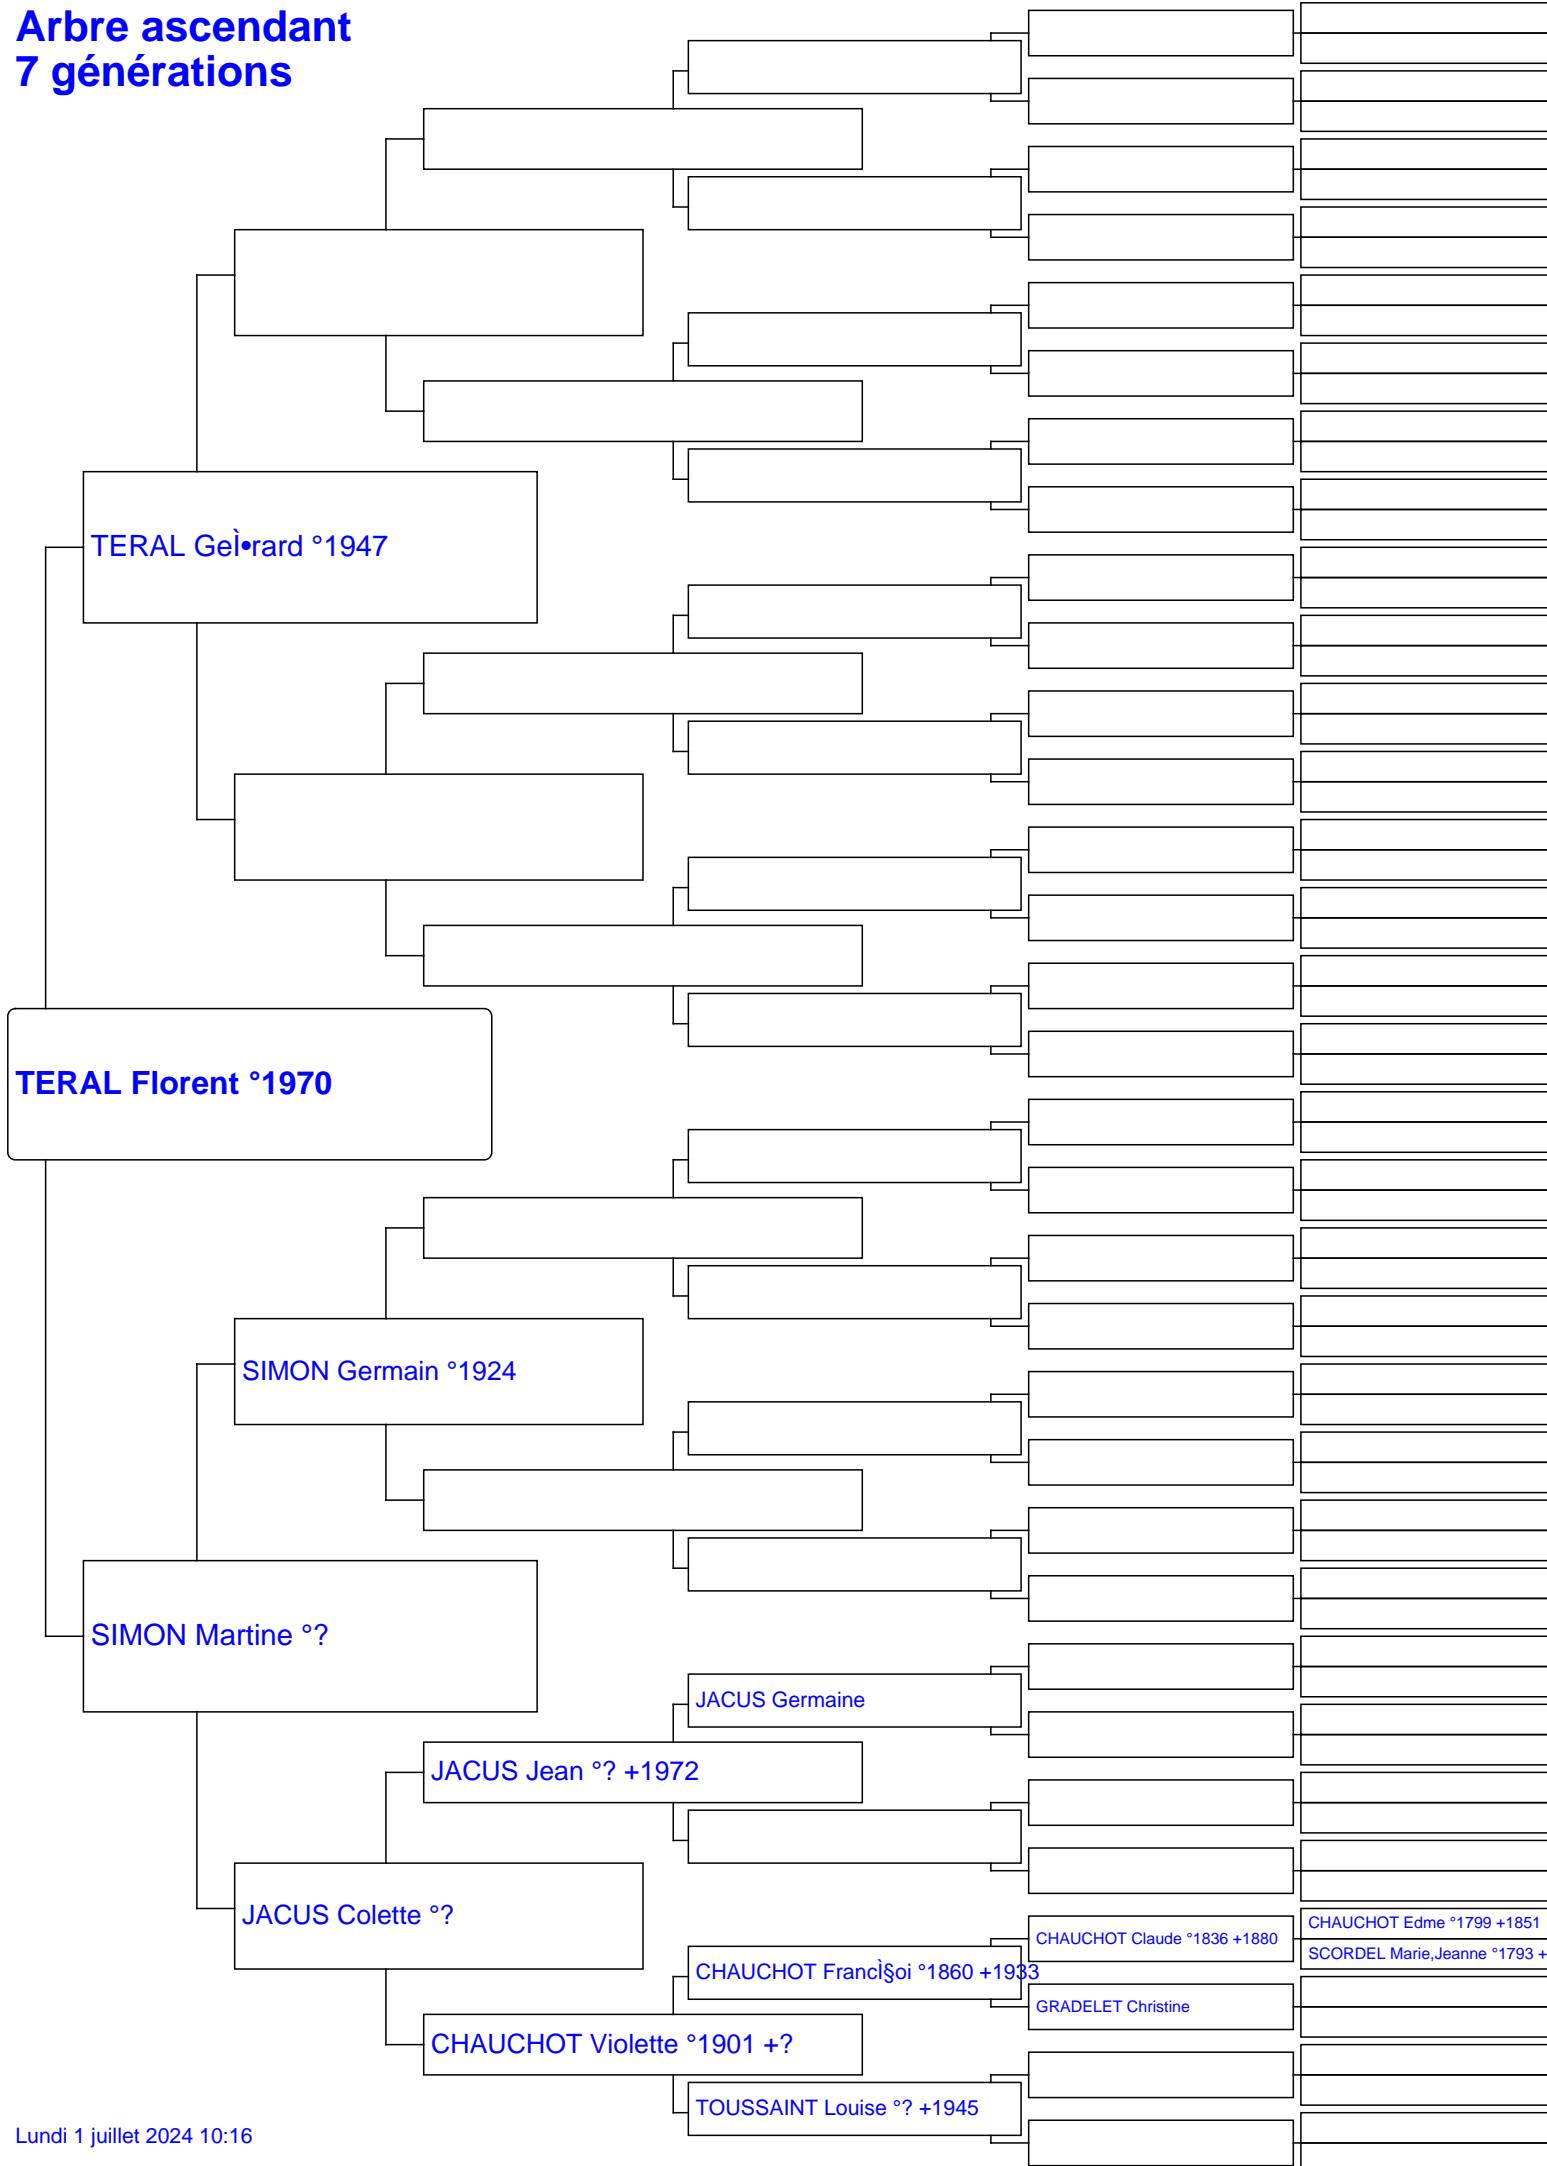 Arbre ascendant
7 générations
TERAL GeÌ•rard °1947
TERAL Florent °1970
SIMON Germain °1924
SIMON Martine °?
JACUS Germaine
JACUS Jean °? +1972
JACUS Colette °?
CHAUCHOT Edme °1799 +1851
CHAUCHOT Claude °1836 +1880
SCORDEL Marie,Jeanne °1793 +
CHAUCHOT FrancÌ§oi °1860 +1933
GRADELET Christine
CHAUCHOT Violette °1901 +?
TOUSSAINT Louise °? +1945
Lundi 1 juillet 2024 10:16